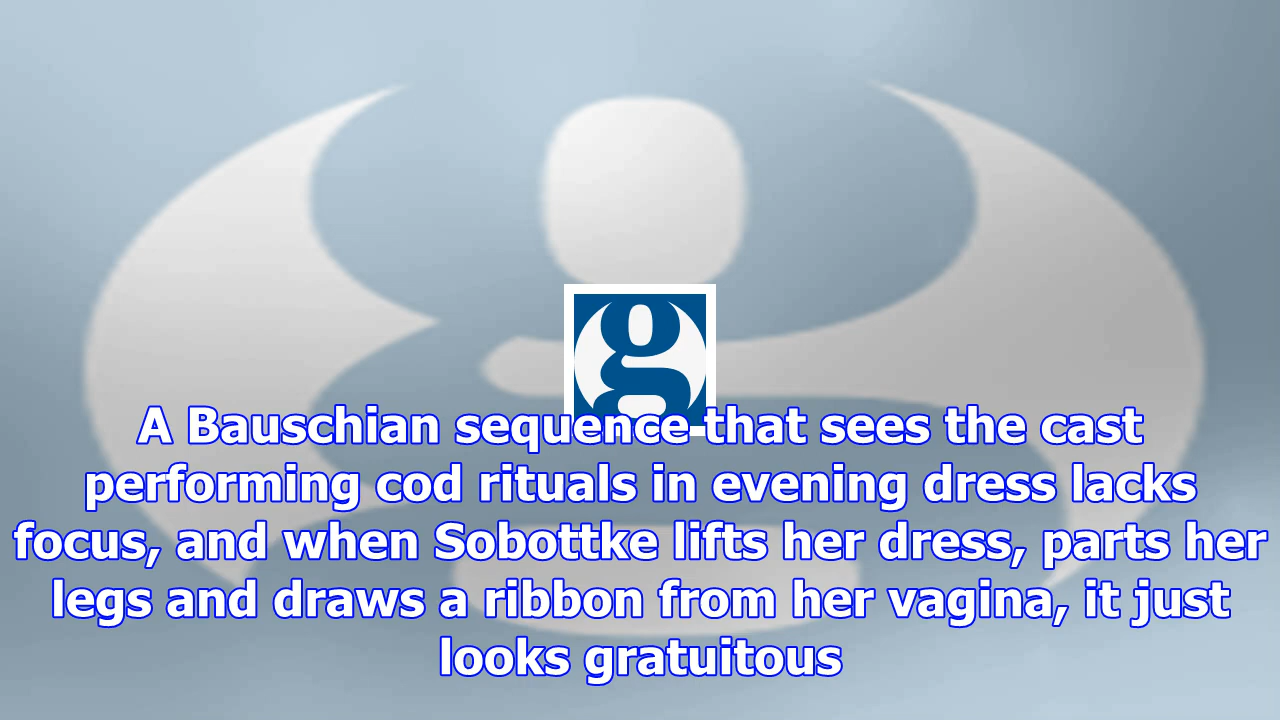 g
A Bauschian sequence that sees the cast
performing cod rituals in evening dress lacks
focus, and when Sobottke lifts her dress, parts her
legs and draws a ribbon from her vagina, it just
looks gratuitous